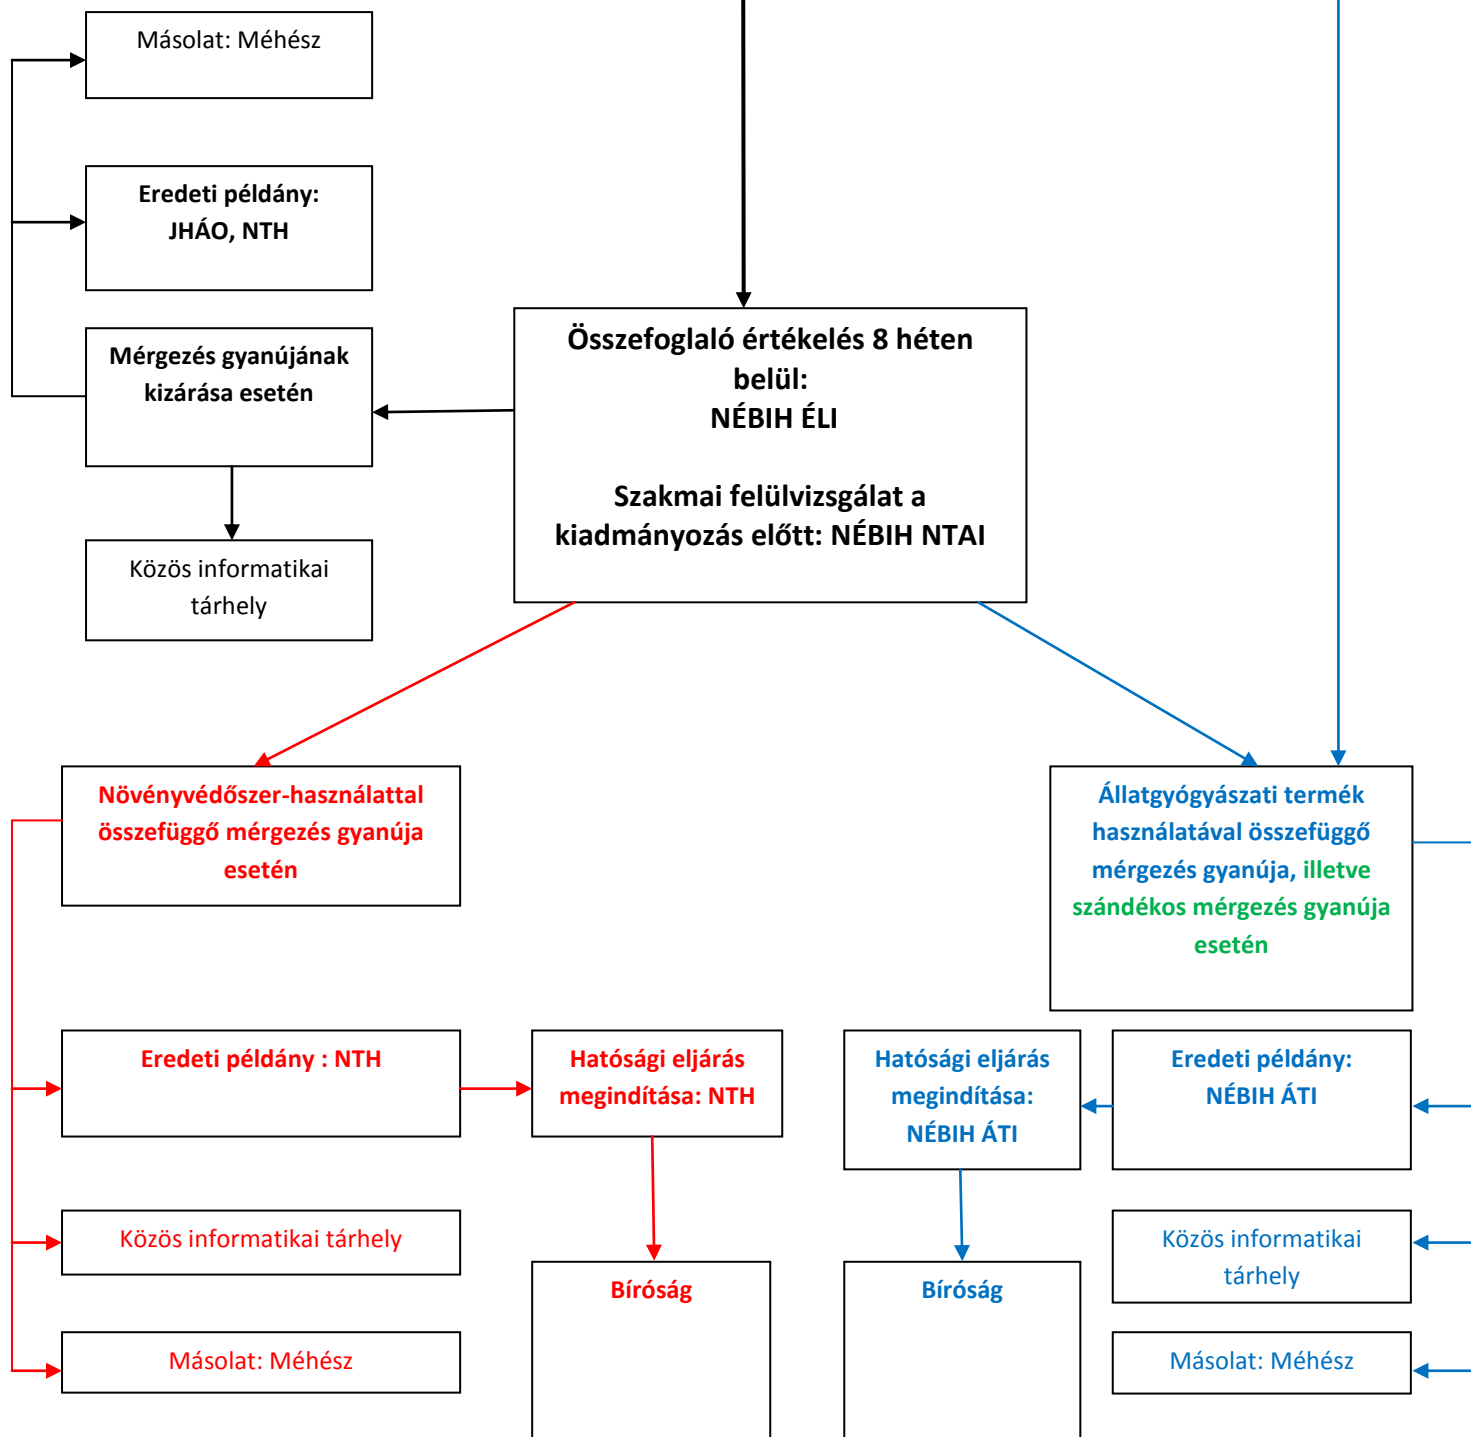 Másolat: Méhész
Eredeti példány:
JHÁO, NTH
Mérgezés gyanújának
kizárása esetén
Közös informatikai
tárhely
Összefoglaló értékelés 8 héten
belül:
NÉBIH ÉLI
Szakmai felülvizsgálat a
kiadmányozás előtt: NÉBIH NTAI
Növényvédőszer-használattal
összefüggő mérgezés gyanúja
esetén
Állatgyógyászati termék
használatával összefüggő
mérgezés gyanúja, illetve
szándékos mérgezés gyanúja
esetén
Eredeti példány : NTH
Hatósági eljárás
megindítása: NTH
Hatósági eljárás
megindítása:
NÉBIH ÁTI
Eredeti példány:
NÉBIH ÁTI
Közös informatikai tárhely
Bíróság
Bíróság
Közös informatikai
tárhely
Másolat: Méhész
Másolat: Méhész